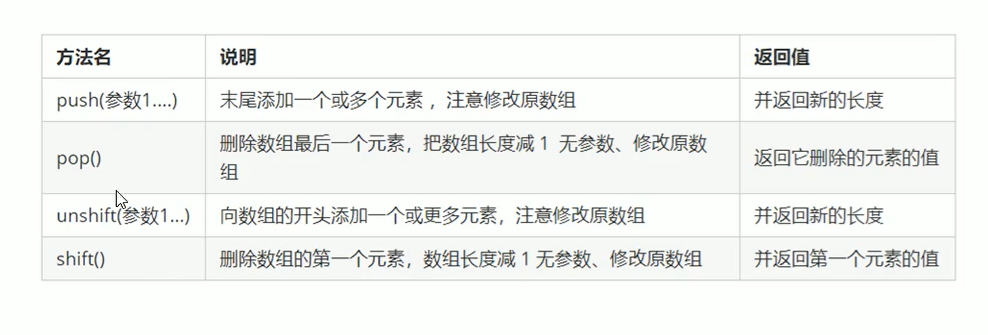 方法名 说明 返回值
push(参数1....) 末尾添加一个或多个元素，注意修改原数组 并返回新的长度
pop() 删除数组最后一个元素，把数组长度减 1 无参数、修改原数 返回它删除的元素的值
组
unshift(参数1...) 向数组的开头添加一个或更多元素，注意修改原数组 并返回新的长度
shift() 删除数组的第一个元素，数组长度减 1 无参数、修改原数组 并返回第一个元素的值